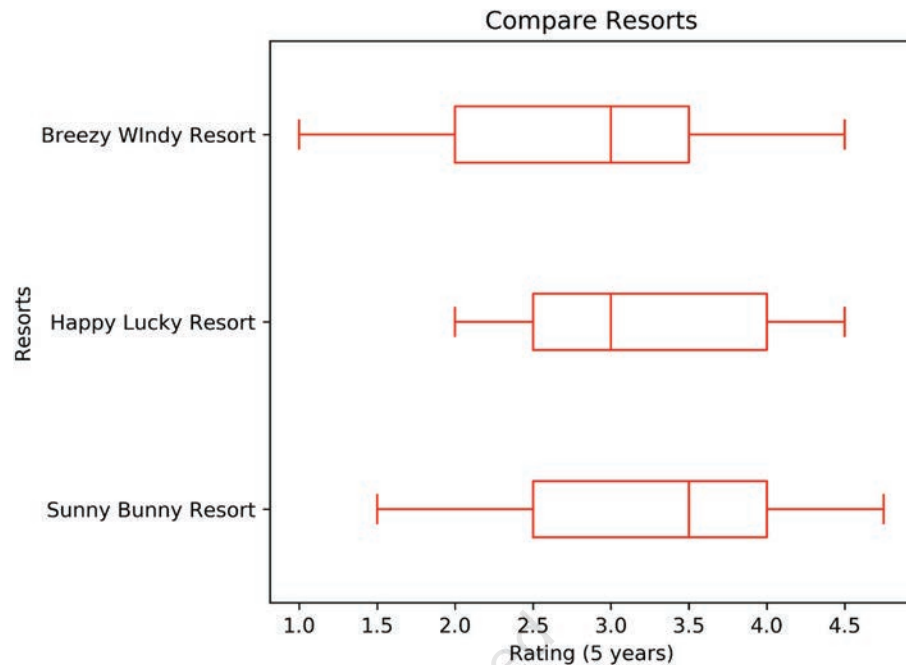 Compare Resorts
Breezy WIndy Resort
Happy Lucky Resort
Sunny Bunny Resort
Resorts
1.0 1.5 2.0 2.5 3.0 3.5 4.0 4.5
Rating (5 years)